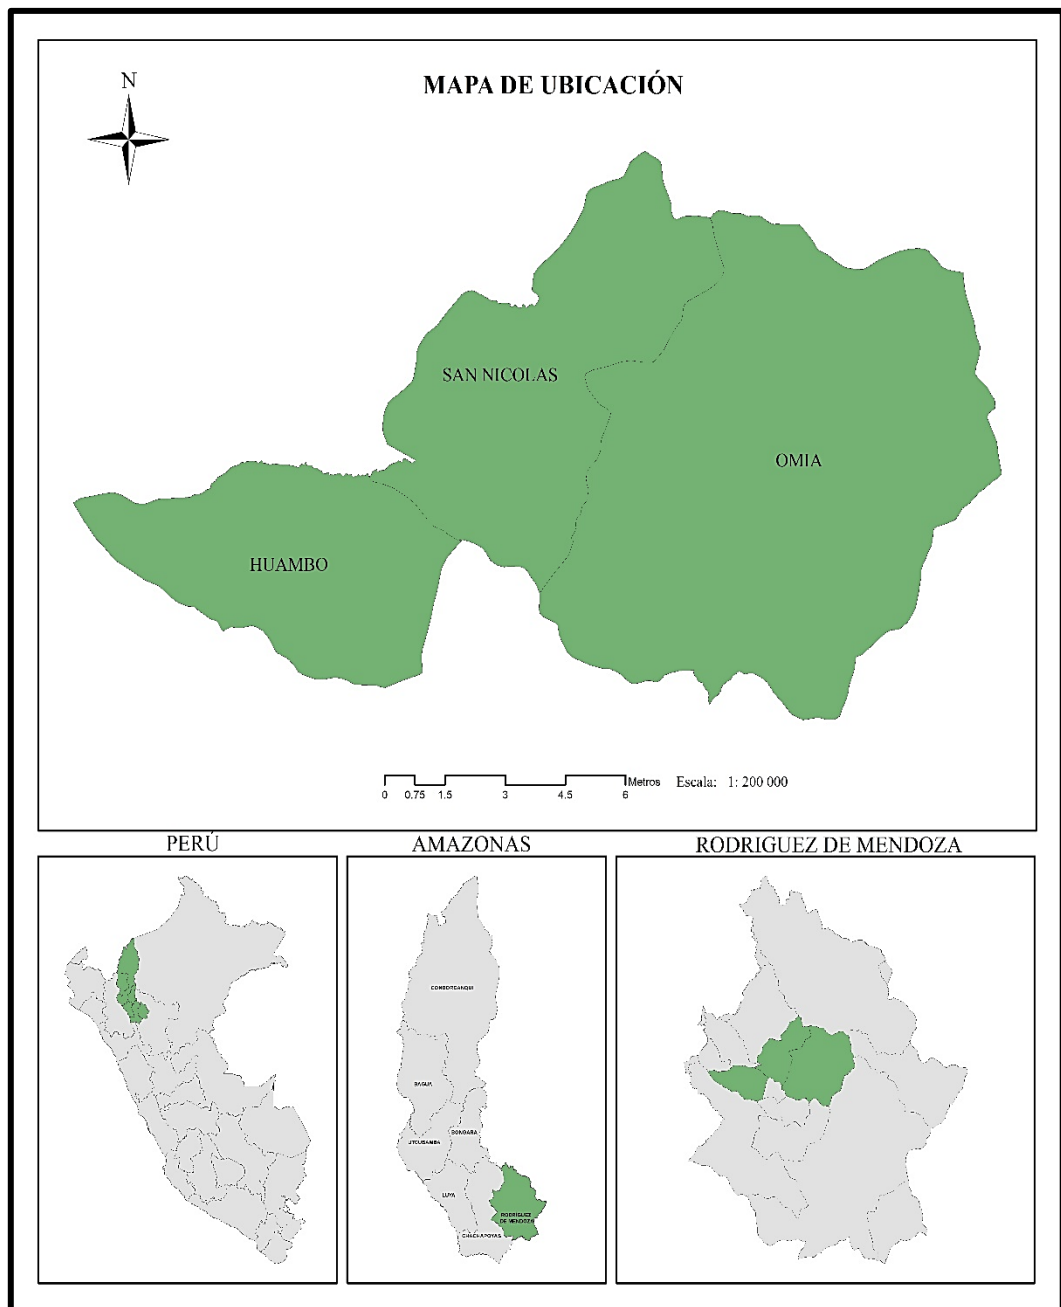 N
MAPA DE UBICACIÓN
SAN NICOLAS
OMIA
HUAMBO
0 0.75 1.5 3 4.5 6 Metros
Escala: 1: 200 000
PERÚ
AMAZONAS
RODRIGUEZ DE MENDOZA
BAGUA
BONGARA
UTCUBAMBA
LUYA
RODRIGUEZ
DE MENDOZA
CHACHAPOYAS